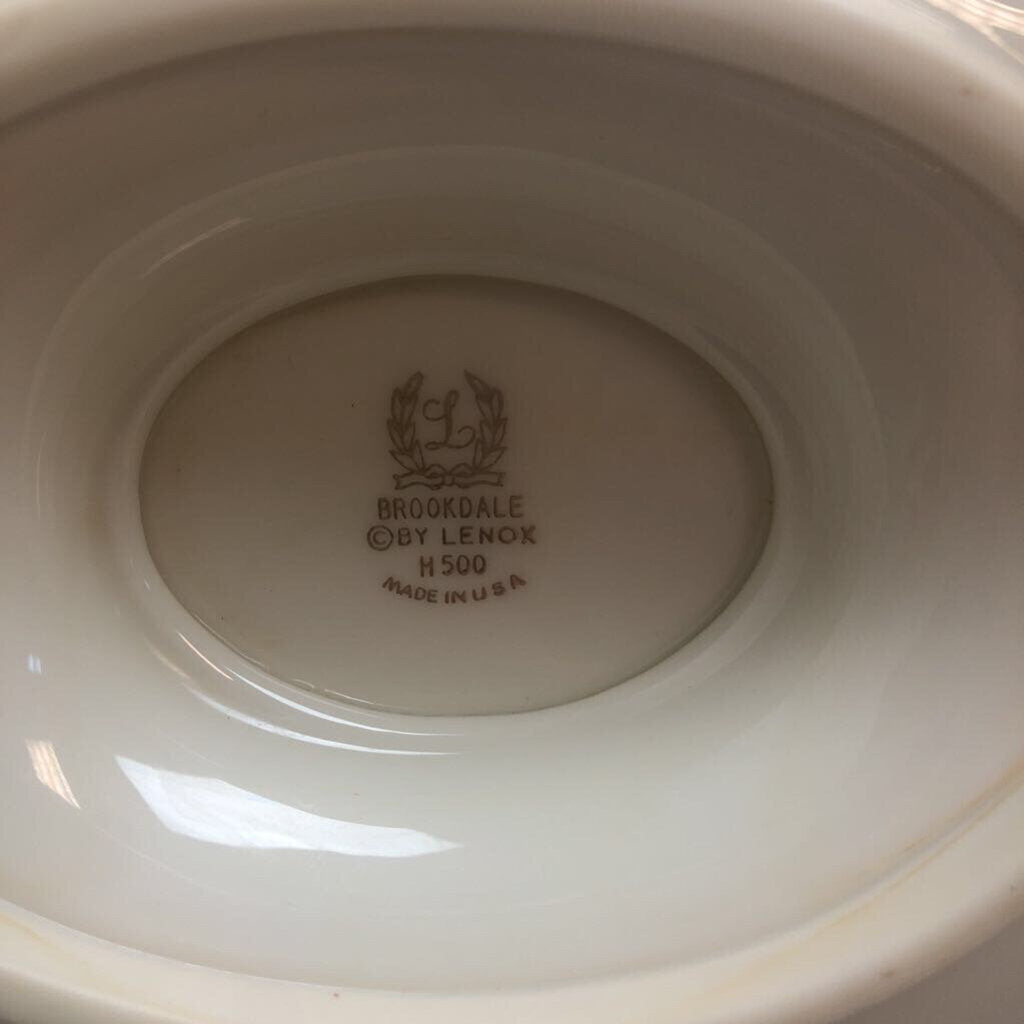 L
BROOKDALE
©BY LENOX
H500
MADE IN USA